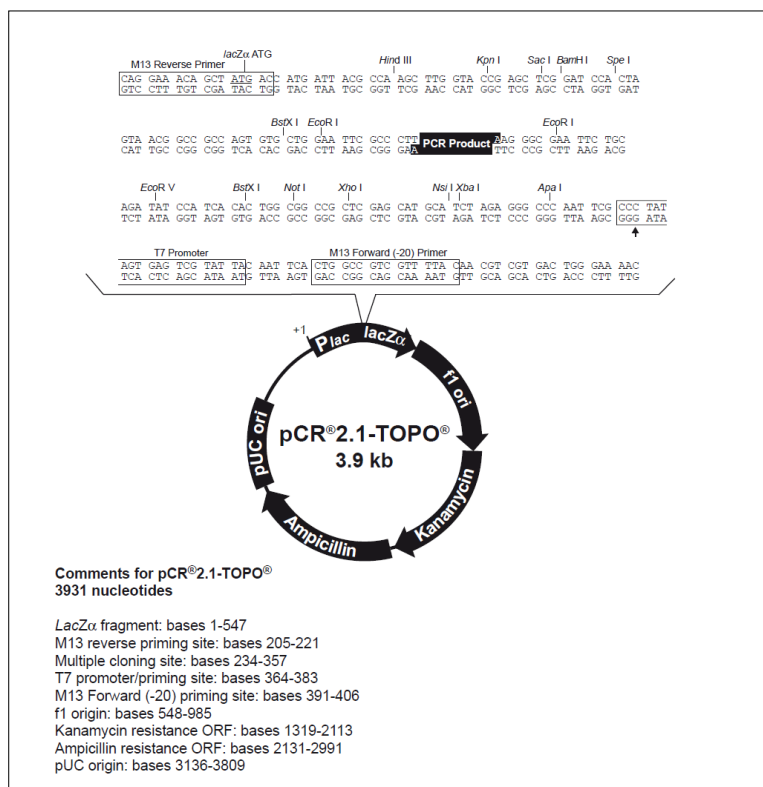 lacZα ATG
M13 Reverse Primer
Hind III Kpn I Sac I BamH I Spe I
CAG GAA ACA GCT ATG ACC ATG ATT ACG CCA AGC TTG GTA CCG AGC TCG GAT CCA CTA
GTC CTT TGT CGA TAC TGG TAC TAA TGC GGT TCG AAC CAT GGC TCG AGC CTA GGT GAT
BstX I EcoR I EcoR I
GTA ACG GCC GCC AGT GTG CTG GAA TTC GCC CTT PCR Product AAG GGC GAA TTC TGC
CAT TGC CGG CGG TCA CAC GAC CTT AAG CGG GAA TTC CCG CTT AAG ACG
EcoR V BstX I Not I Xho I Nsi I Xba I Apa I
AGA TAT CCA TCA CAC TGG CGG CCG CTC GAG CAT GCA TCT AGA GGG CCC AAT TCG CCC TAT
TCT ATA GGT AGT GTG ACC GCC GGC GAG CTC GTA CGT AGA TCT CCC GGG TTA AGC GGG ATA
T7 Promoter M13 Forward (-20) Primer
AGT GAG TCG TAT TAC AAT TCA CTG GCC GTC GTT TTA CAA CGT CGT GAC TGG GAA AAC
TCA CTC AGC ATA ATG TTA AGT GAC CGG CAG CAA AAT GTT GCA GCA CTG ACC CTT TTG
+1
Plac lacZα
f1 ori
pUC ori
pCR®2.1-TOPO®
3.9 kb
Kanamycin
Ampicillin
Comments for pCR®2.1-TOPO®
3931 nucleotides
LacZα fragment: bases 1-547
M13 reverse priming site: bases 205-221
Multiple cloning site: bases 234-357
T7 promoter/priming site: bases 364-383
M13 Forward (-20) priming site: bases 391-406
f1 origin: bases 548-985
Kanamycin resistance ORF: bases 1319-2113
Ampicillin resistance ORF: bases 2131-2991
pUC origin: bases 3136-3809